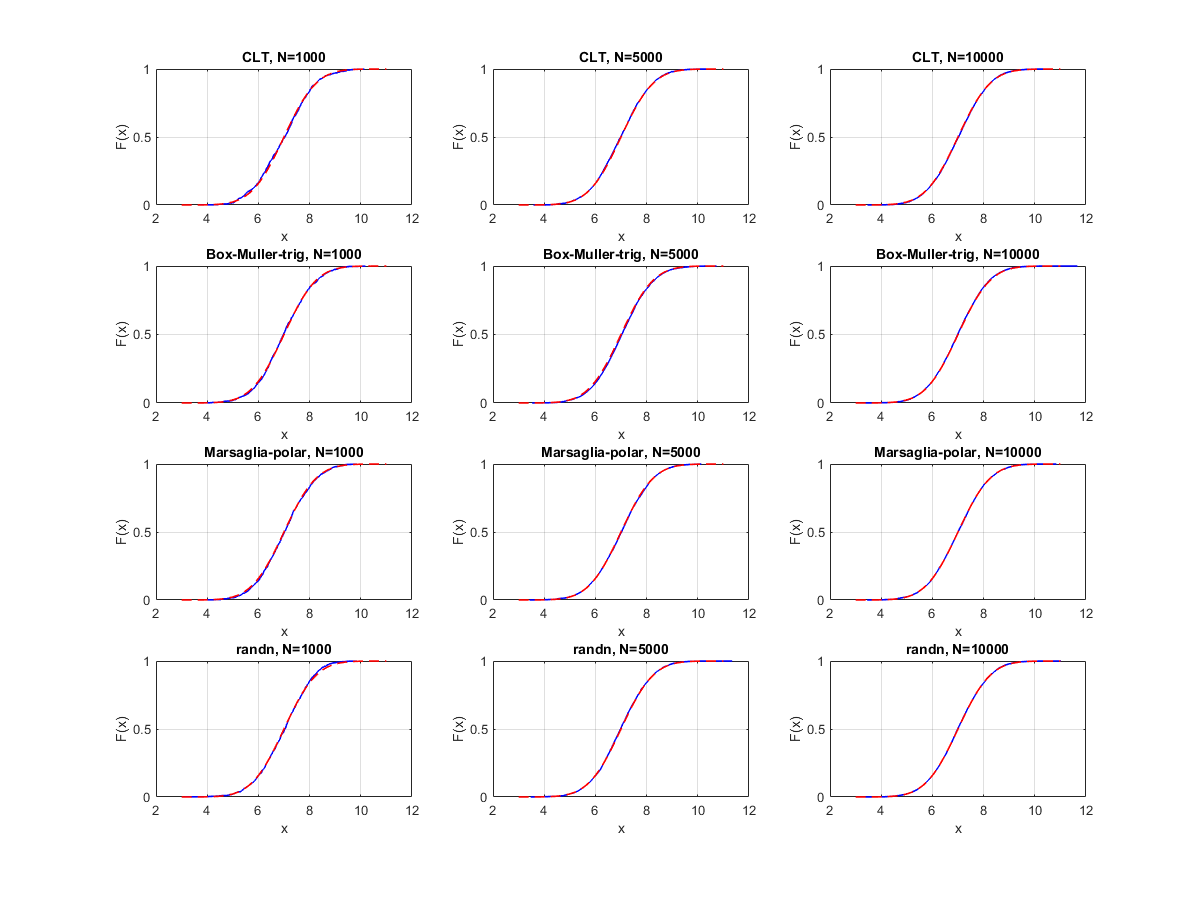 CLT, N=1000
CLT, N=5000
CLT, N=10000
1
0.5
0
F(x)
2 4 6 8 10 12
x
1
0.5
0
F(x)
2 4 6 8 10 12
x
1
0.5
0
F(x)
2 4 6 8 10 12
x
Box-Muller-trig, N=1000
Box-Muller-trig, N=5000
Box-Muller-trig, N=10000
1
0.5
0
F(x)
2 4 6 8 10 12
x
1
0.5
0
F(x)
2 4 6 8 10 12
x
1
0.5
0
F(x)
2 4 6 8 10 12
x
Marsaglia-polar, N=1000
Marsaglia-polar, N=5000
Marsaglia-polar, N=10000
1
0.5
0
F(x)
2 4 6 8 10 12
x
1
0.5
0
F(x)
2 4 6 8 10 12
x
1
0.5
0
F(x)
2 4 6 8 10 12
x
randn, N=1000
randn, N=5000
randn, N=10000
1
0.5
0
F(x)
2 4 6 8 10 12
x
1
0.5
0
F(x)
2 4 6 8 10 12
x
1
0.5
0
F(x)
2 4 6 8 10 12
x